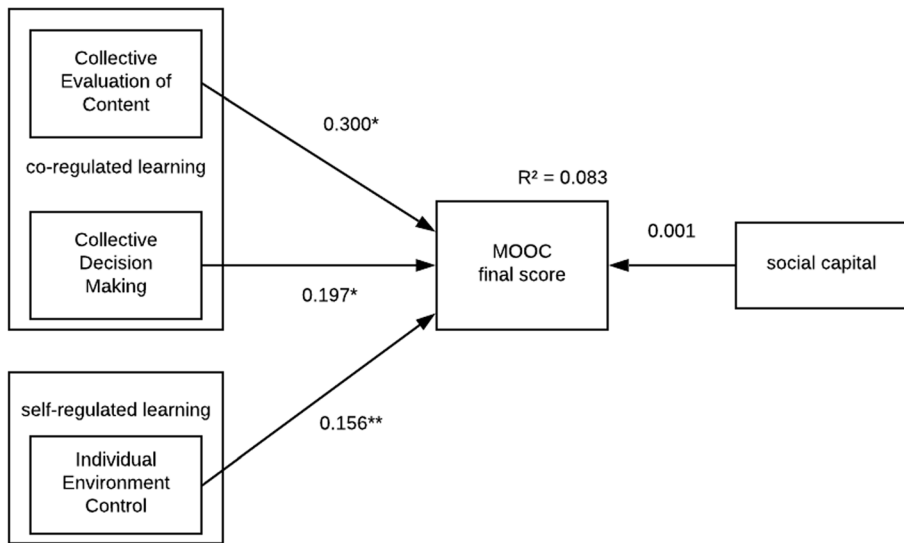 Collective
Evaluation of
Content
co-regulated learning
Collective
Decision
Making
0.300*
0.197*
R² = 0.083
MOOC
final score
0.001
social capital
self-regulated learning
Individual
Environment
Control
0.156**